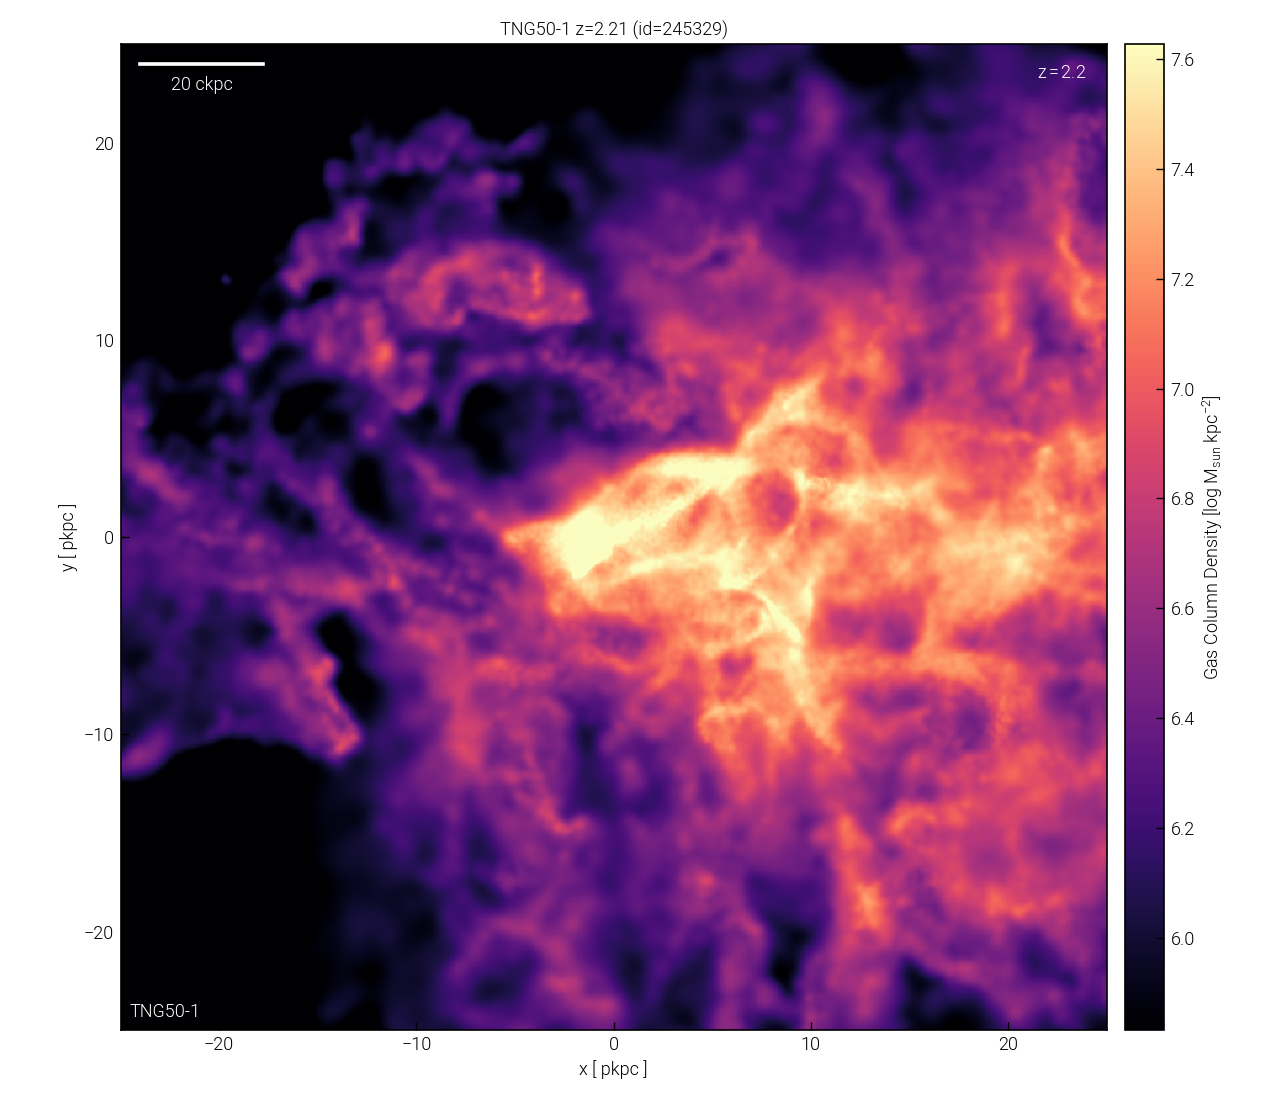 TNG50-1 z=2.21 (id=245329)
20 ckpc
z=2.2
TNG50-1
20
10
0
−10
−20
−20
−10
0
10
20
x [ pkpc ]
y [ pkpc ]
7.6
7.4
7.2
7.0
6.8
6.6
6.4
6.2
6.0
Gas Column Density [log M_sun kpc^−2]